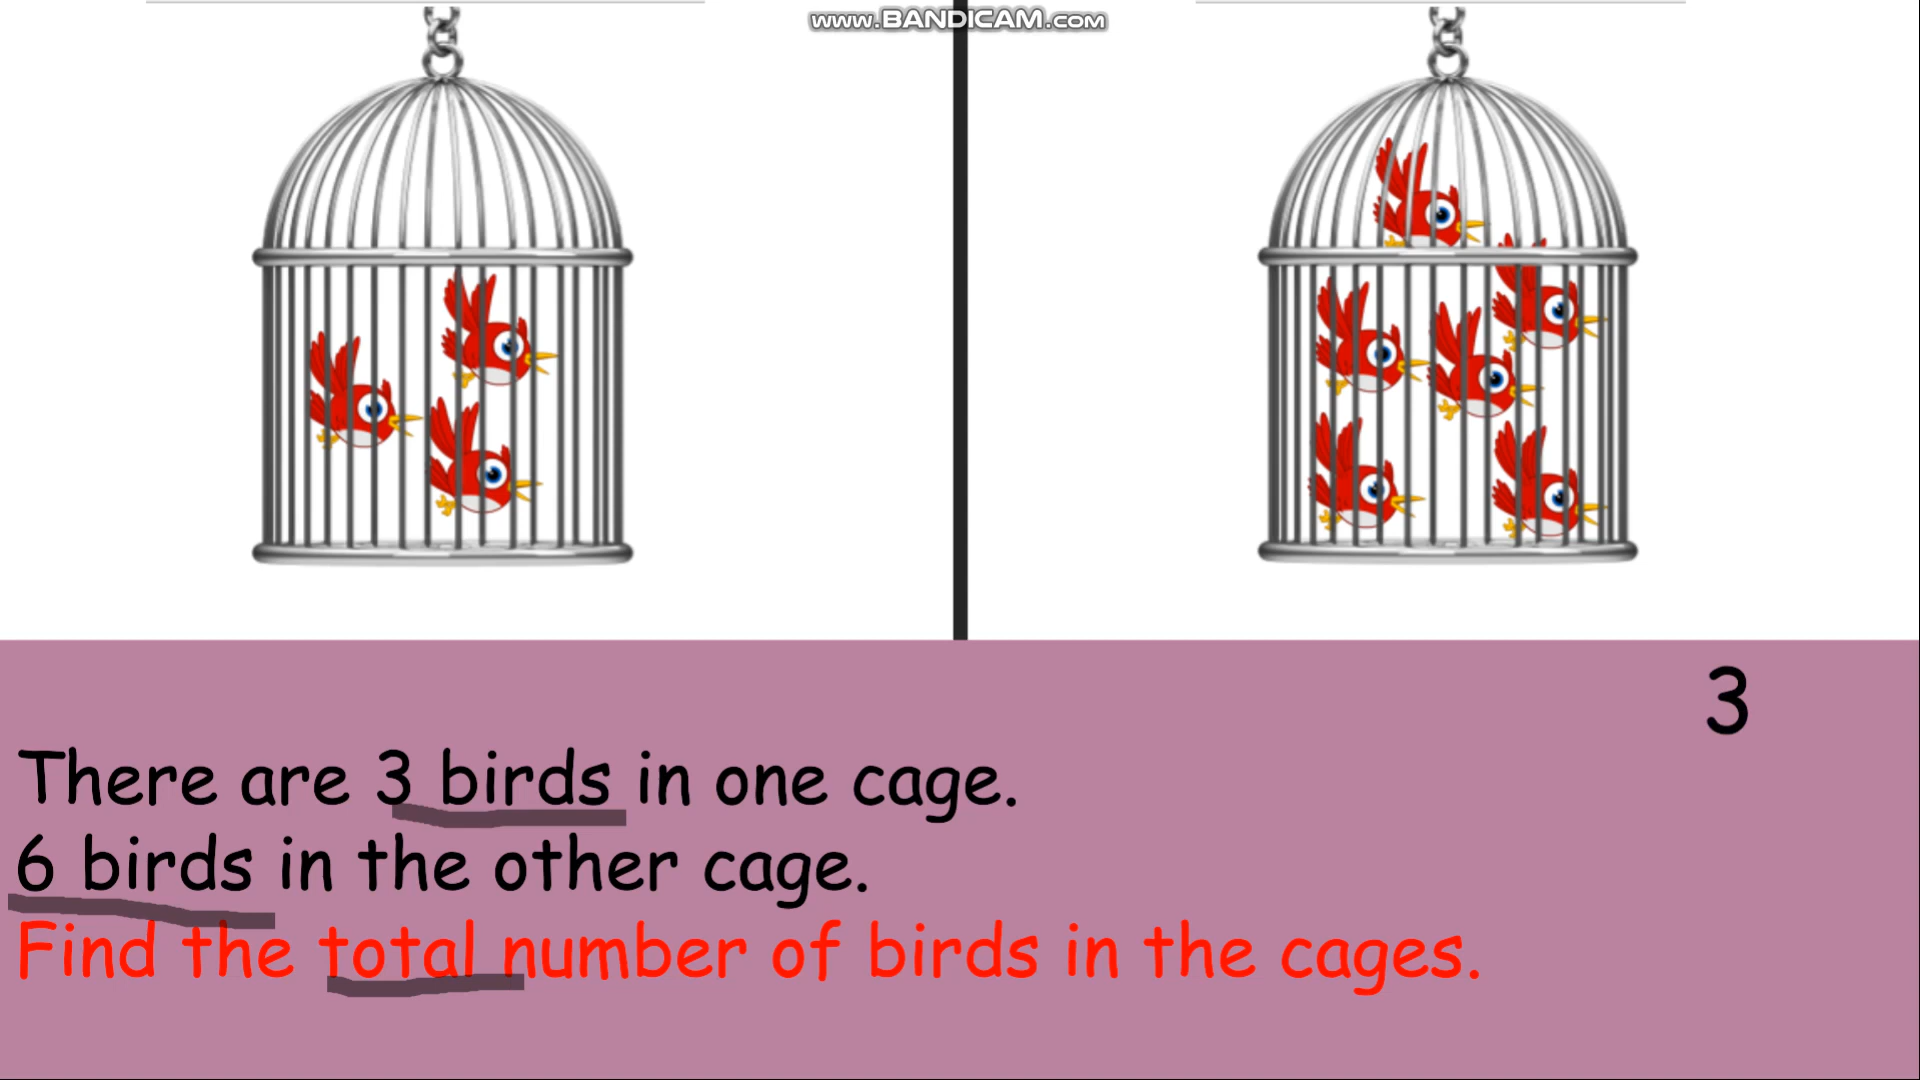 www.BANDICAM.com
3
There are 3 birds in one cage.
6 birds in the other cage.
Find the total number of birds in the cages.